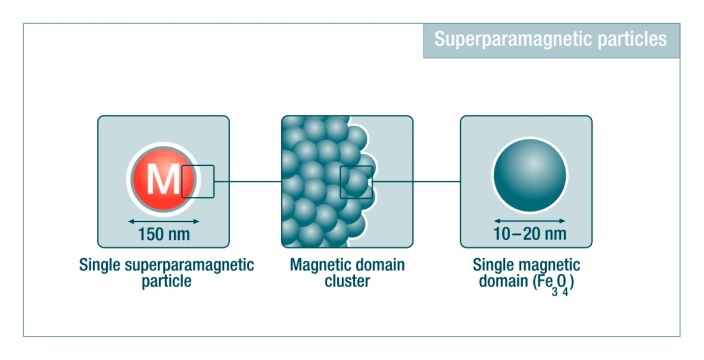 Superparamagnetic particles
M
150 nm
10–20 nm
Single superparamagnetic
particle
Magnetic domain
cluster
Single magnetic
domain (Fe₃O₄)